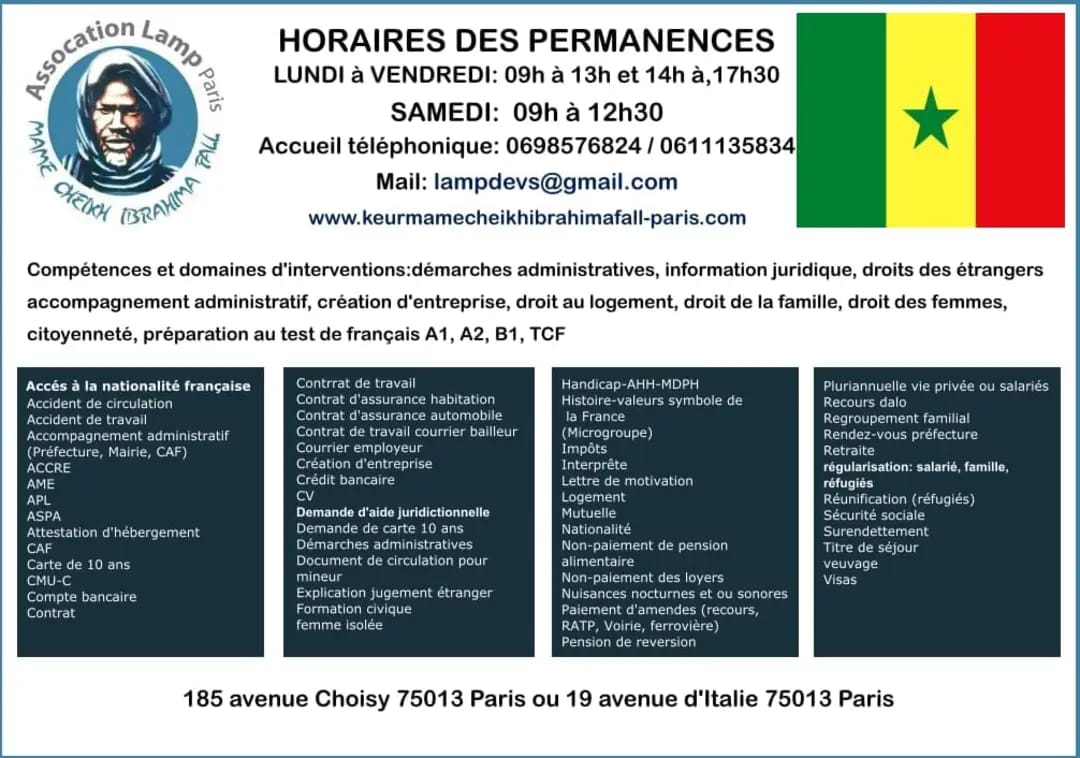 Assocation Lamp Paris
MAME CHEIKH IBRAHIMA FALL
HORAIRES DES PERMANENCES
LUNDI à VENDREDI: 09h à 13h et 14h à,17h30
SAMEDI: 09h à 12h30
Accueil téléphonique: 0698576824 / 0611135834
Mail: lampdevs@gmail.com
www.keurmamecheikhibrahimafall-paris.com
Compétences et domaines d'interventions:démarches administratives, information juridique, droits des étrangers
accompagnement administratif, création d'entreprise, droit au logement, droit de la famille, droit des femmes,
citoyenneté, préparation au test de français A1, A2, B1, TCF
Accés à la nationalité française
Accident de circulation
Accident de travail
Accompagnement administratif
(Préfecture, Mairie, CAF)
ACCRE
AME
APL
ASPA
Attestation d'hébergement
CAF
Carte de 10 ans
CMU-C
Compte bancaire
Contrat
Contrrat de travail
Contrat d'assurance habitation
Contrat d'assurance automobile
Contrat de travail courrier bailleur
Courrier employeur
Création d'entreprise
Crédit bancaire
CV
Demande d'aide juridictionnelle
Demande de carte 10 ans
Démarches administratives
Document de circulation pour
mineur
Explication jugement étranger
Formation civique
femme isolée
Handicap-AHH-MDPH
Histoire-valeurs symbole de
la France
(Microgroupe)
Impôts
Interprête
Lettre de motivation
Logement
Mutuelle
Nationalité
Non-paiement de pension
alimentaire
Non-paiement des loyers
Nuisances nocturnes et ou sonores
Paiement d'amendes (recours,
RATP, Voirie, ferrovière)
Pension de reversion
Pluriannuelle vie privée ou salariés
Recours dalo
Regroupement familial
Rendez-vous préfecture
Retraite
régularisation: salarié, famille,
réfugiés
Réunification (réfugiés)
Sécurité sociale
Surendettement
Titre de séjour
veuvage
Visas
185 avenue Choisy 75013 Paris ou 19 avenue d'Italie 75013 Paris